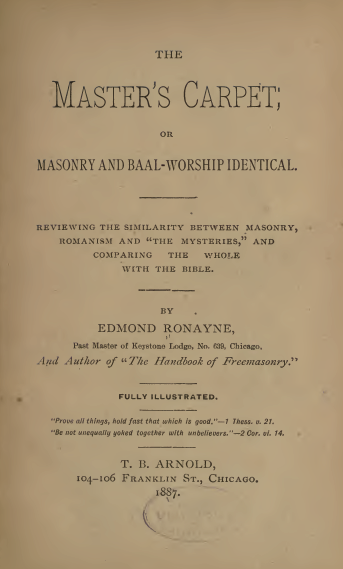 THE
MASTER'S CARPET;
OR
MASONRY AND BAAL-WORSHIP IDENTICAL.
REVIEWING THE SIMILARITY BETWEEN MASONRY,
ROMANISM AND "THE MYSTERIES," AND
COMPARING THE WHOLE
WITH THE BIBLE.
BY
EDMOND RONAYNE,
Past Master of Keystone Lodge, No. 639, Chicago.
And Author of "The Handbook of Freemasonry."
FULLY ILLUSTRATED.
"Prove all things, hold fast that which is good."—1 Thess. v. 21.
"Be not unequally yoked together with unbelievers."—2 Cor. vi. 14.
T. B. ARNOLD,
104-106 FRANKLIN ST., CHICAGO.
1887.